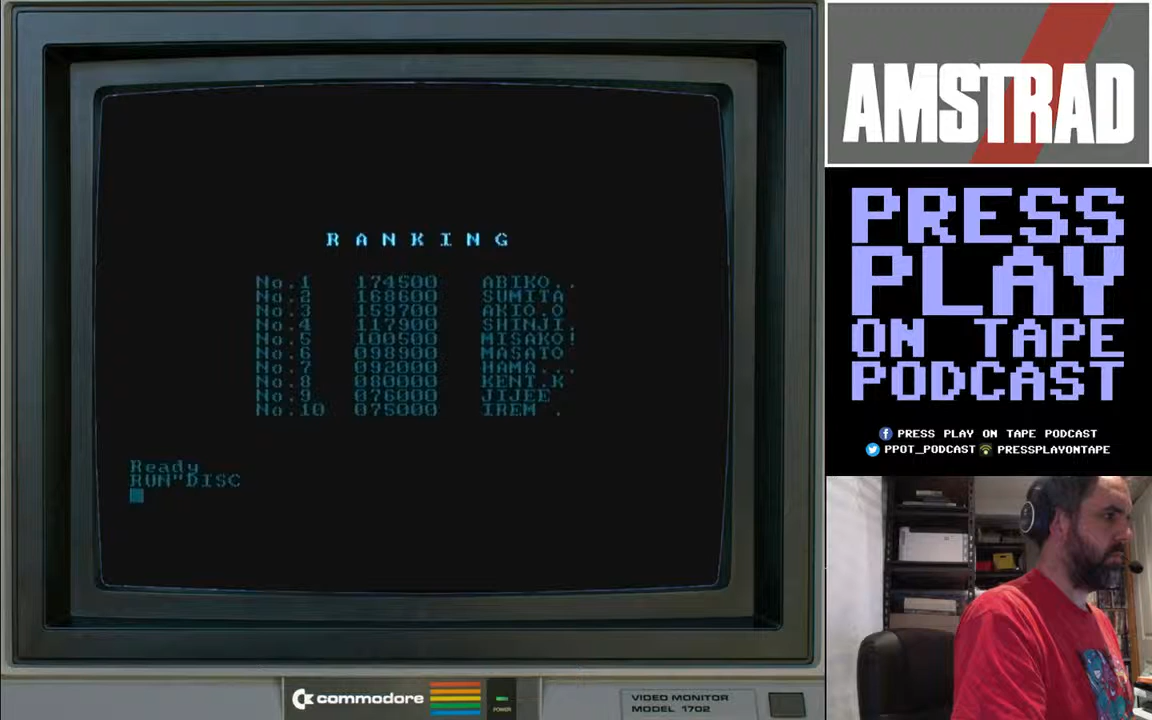 AMSTRAD
PRESS
PLAY
ON TAPE
PODCAST
PRESS PLAY ON TAPE PODCAST
PPOT_PODCAST PRESSPLAYONTAPE
RANKING
No.1 174500 ABIKO..
No.2 168600 SUMITA
No.3 159700 AKIO.O
No.4 117900 SHINJI.
No.5 100500 MISAKO!
No.6 098900 MASATO
No.7 092000 HAMA...
No.8 080000 KENT.K
No.9 076000 JIJEE
No.10 075000 IREM .
Ready
RUN"DISC
commodore
POWER
VIDEO MONITOR
MODEL 1702